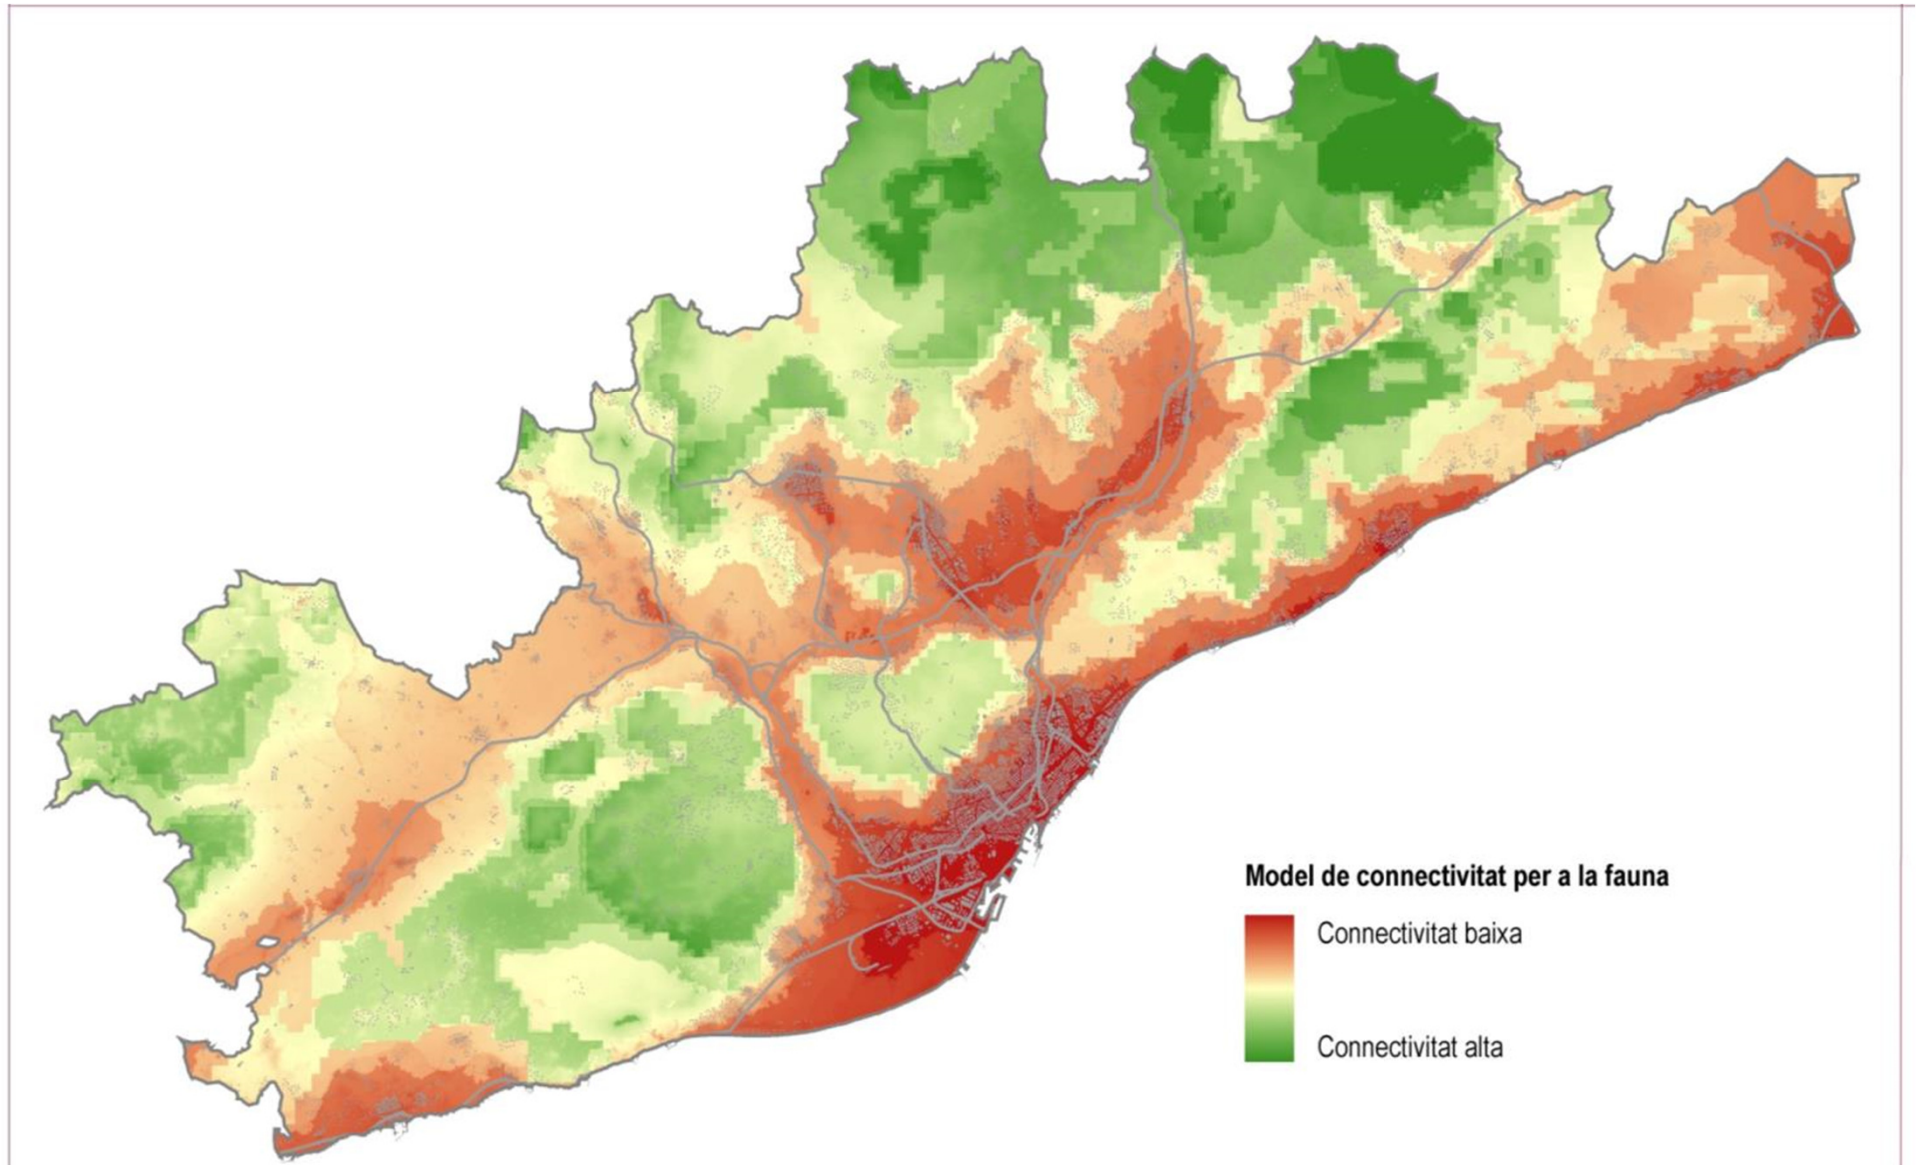 Model de connectivitat per a la fauna
Connectivitat baixa
Connectivitat alta